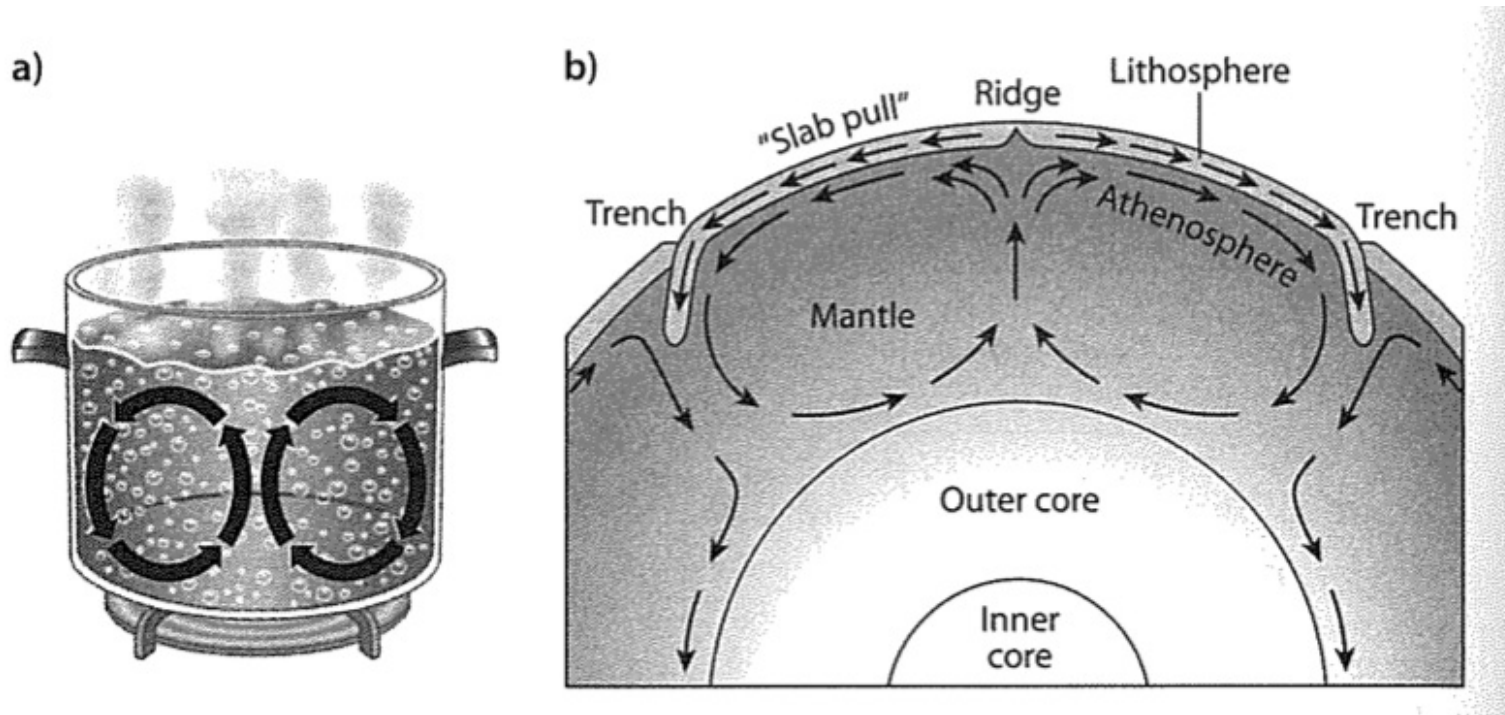 a)
b)
Lithosphere
Ridge
"Slab pull"
Trench
Athenosphere
Trench
Mantle
Outer core
Inner
core